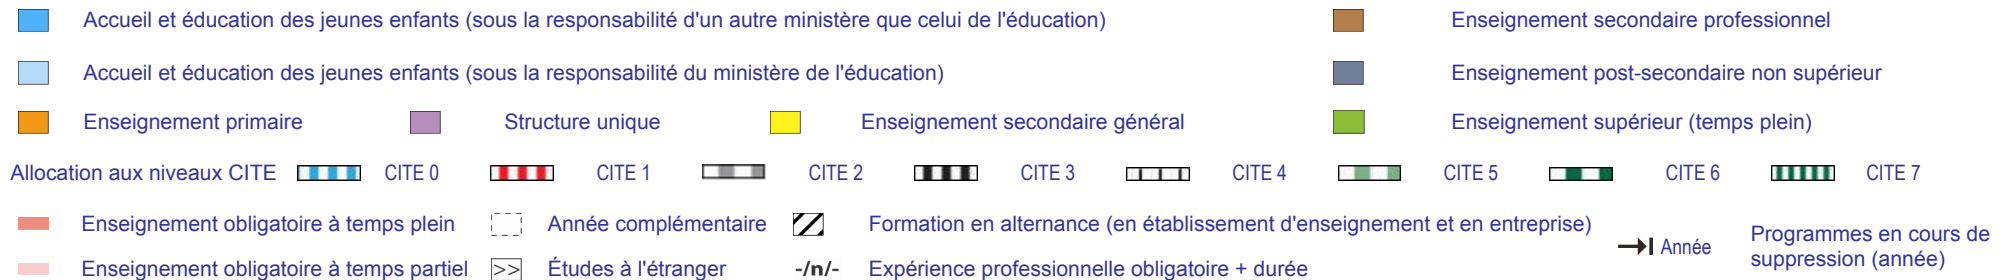 Accueil et éducation des jeunes enfants (sous la responsabilité d'un autre ministère que celui de l'éducation)
Enseignement secondaire professionnel
Accueil et éducation des jeunes enfants (sous la responsabilité du ministère de l'éducation)
Enseignement post-secondaire non supérieur
Enseignement primaire
Structure unique
Enseignement secondaire général
Enseignement supérieur (temps plein)
Allocation aux niveaux CITE
CITE 0
CITE 1
CITE 2
CITE 3
CITE 4
CITE 5
CITE 6
CITE 7
Enseignement obligatoire à temps plein
Année complémentaire
Formation en alternance (en établissement d'enseignement et en entreprise)
Année
Programmes en cours de
suppression (année)
Enseignement obligatoire à temps partiel
>> Études à l'étranger
-/n/- Expérience professionnelle obligatoire + durée